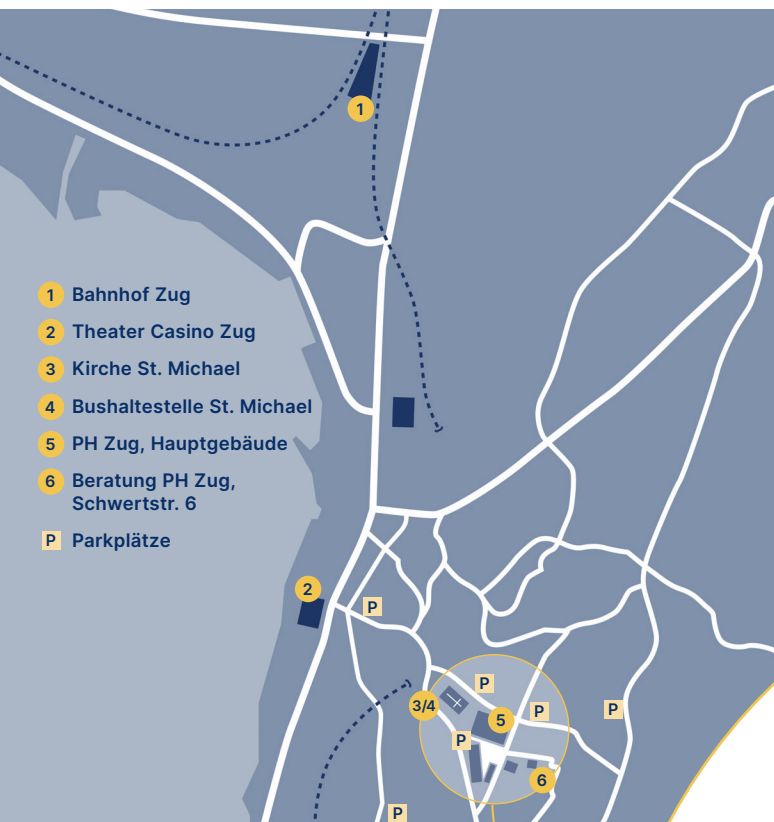 1
1 Bahnhof Zug
2 Theater Casino Zug
3 Kirche St. Michael
4 Bushaltestelle St. Michael
5 PH Zug, Hauptgebäude
6 Beratung PH Zug,
Schwertstr. 6
P Parkplätze
2
P
P
3/4
5
P
P
P
6
P